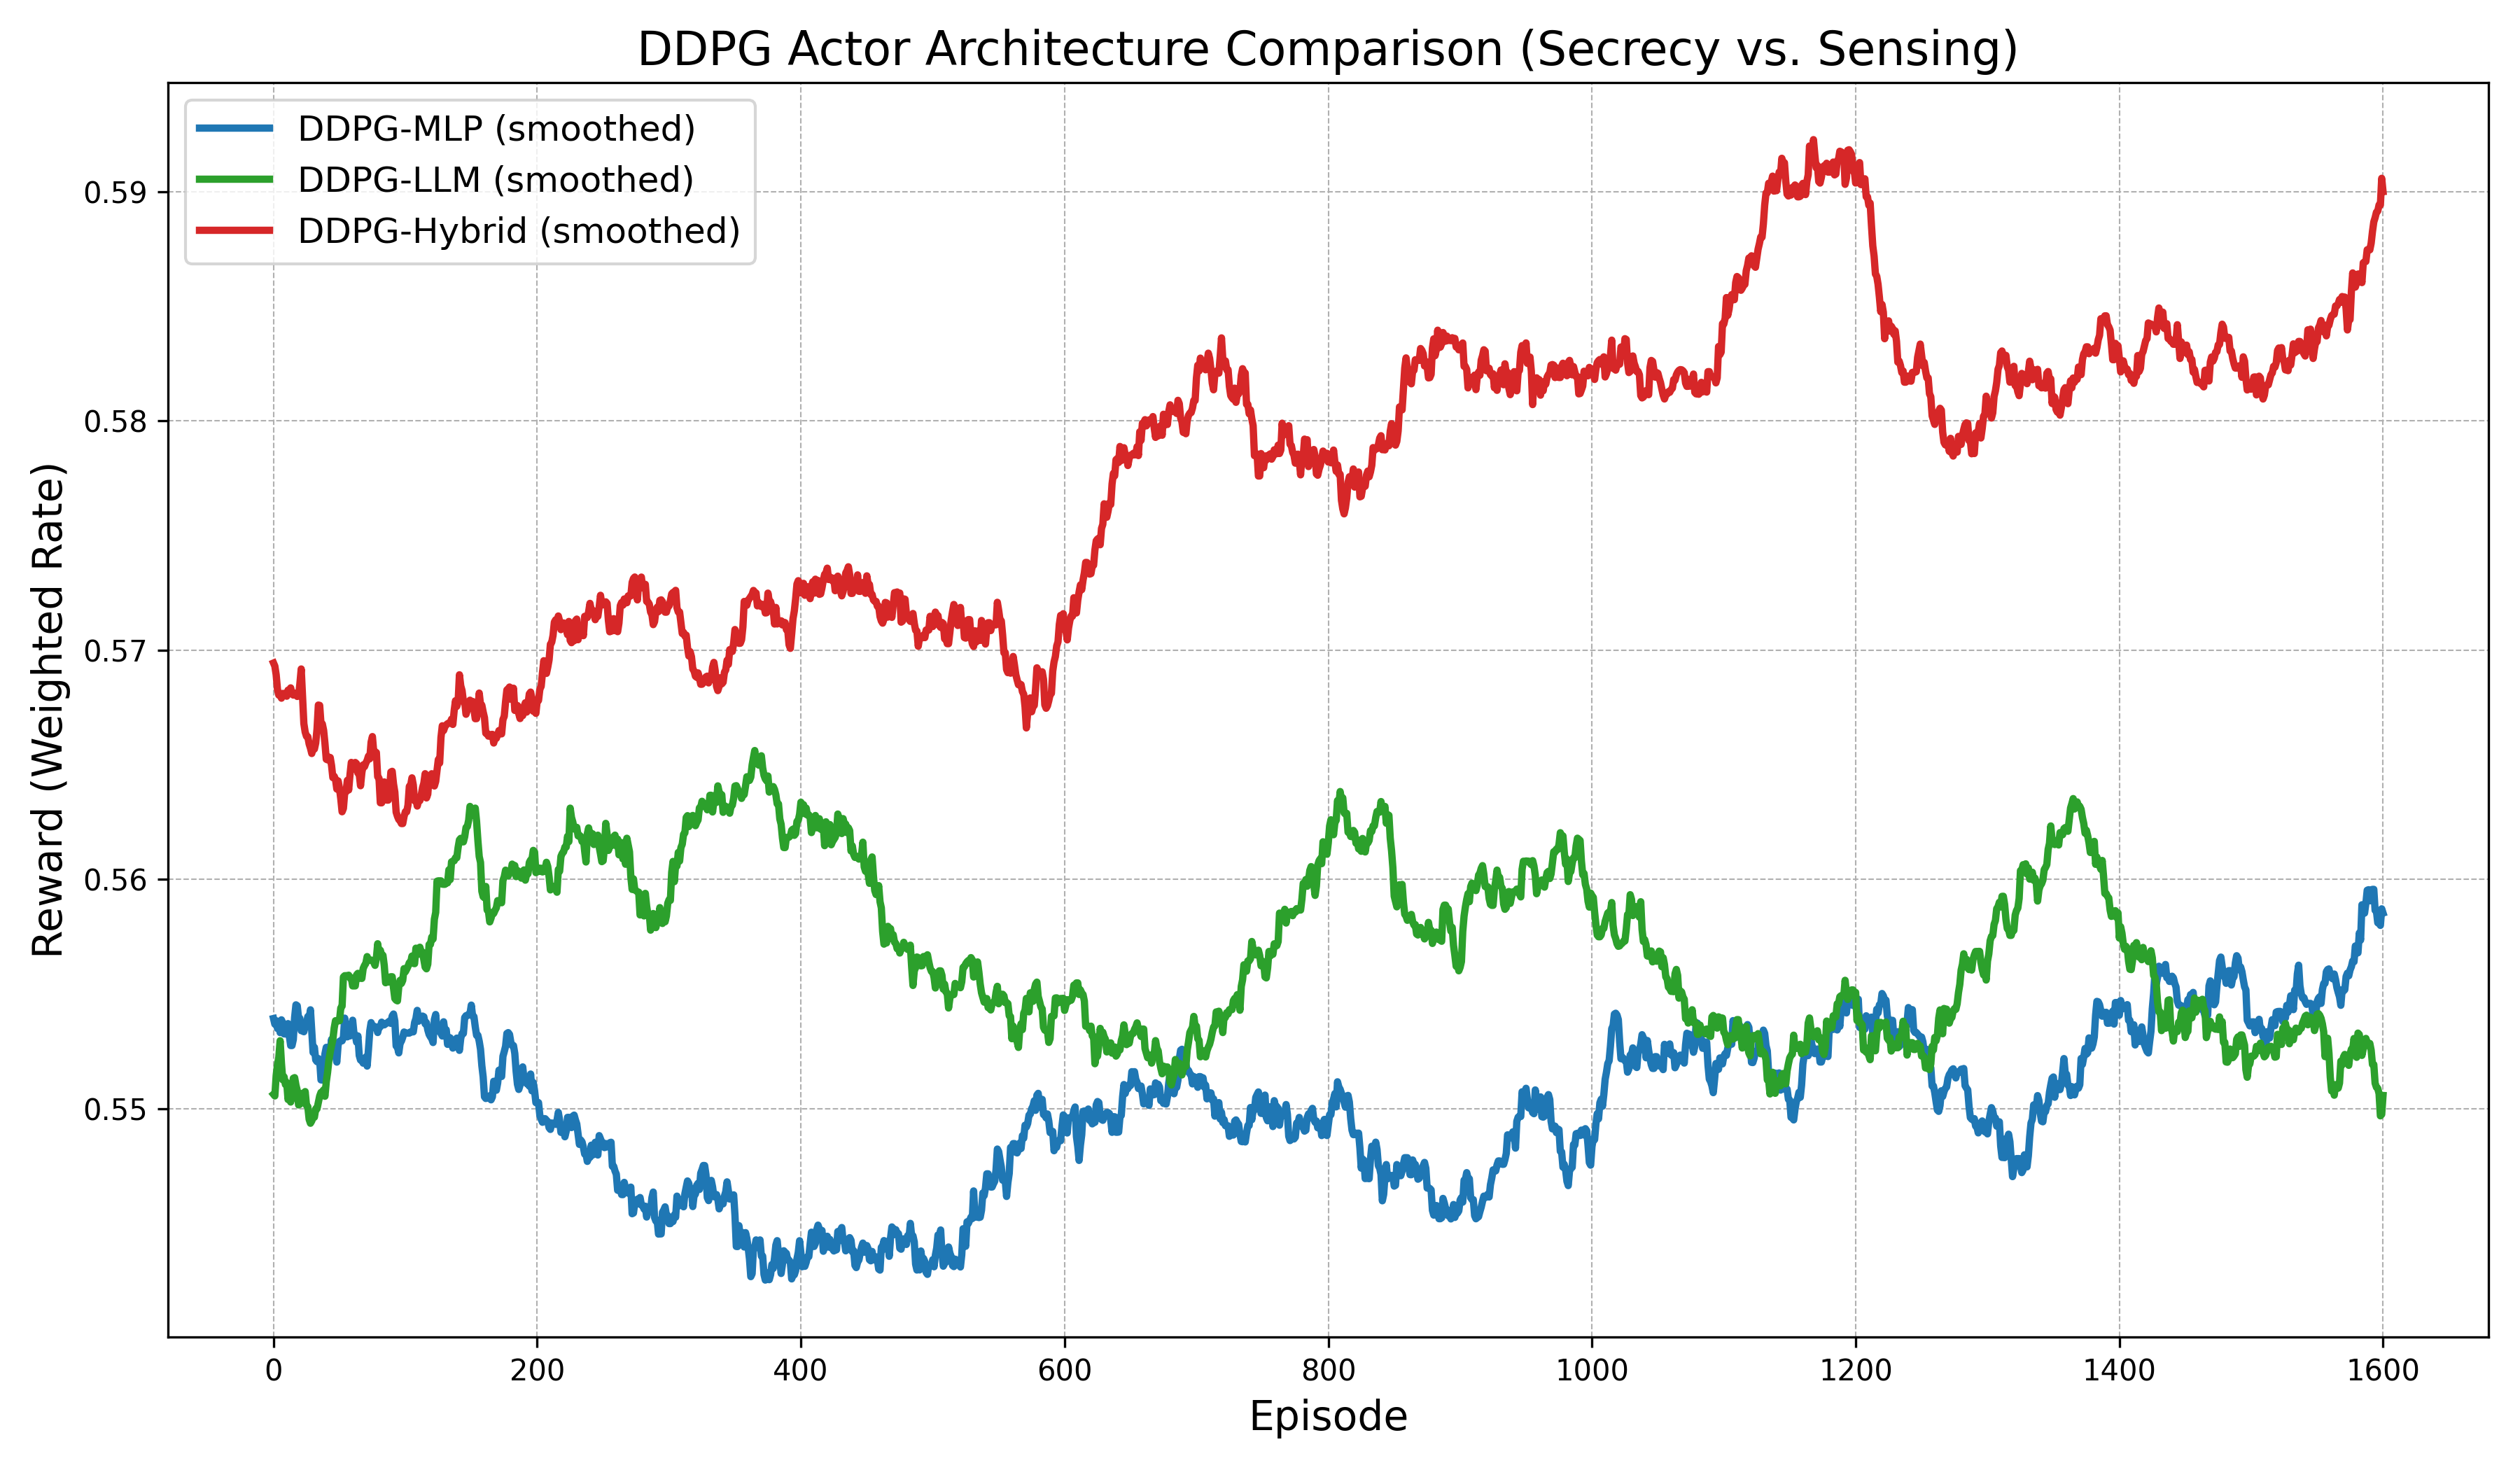 DDPG Actor Architecture Comparison (Secrecy vs. Sensing)
DDPG-MLP (smoothed)
DDPG-LLM (smoothed)
DDPG-Hybrid (smoothed)
Reward (Weighted Rate)
0.59
0.58
0.57
0.56
0.55
0 200 400 600 800 1000 1200 1400 1600
Episode